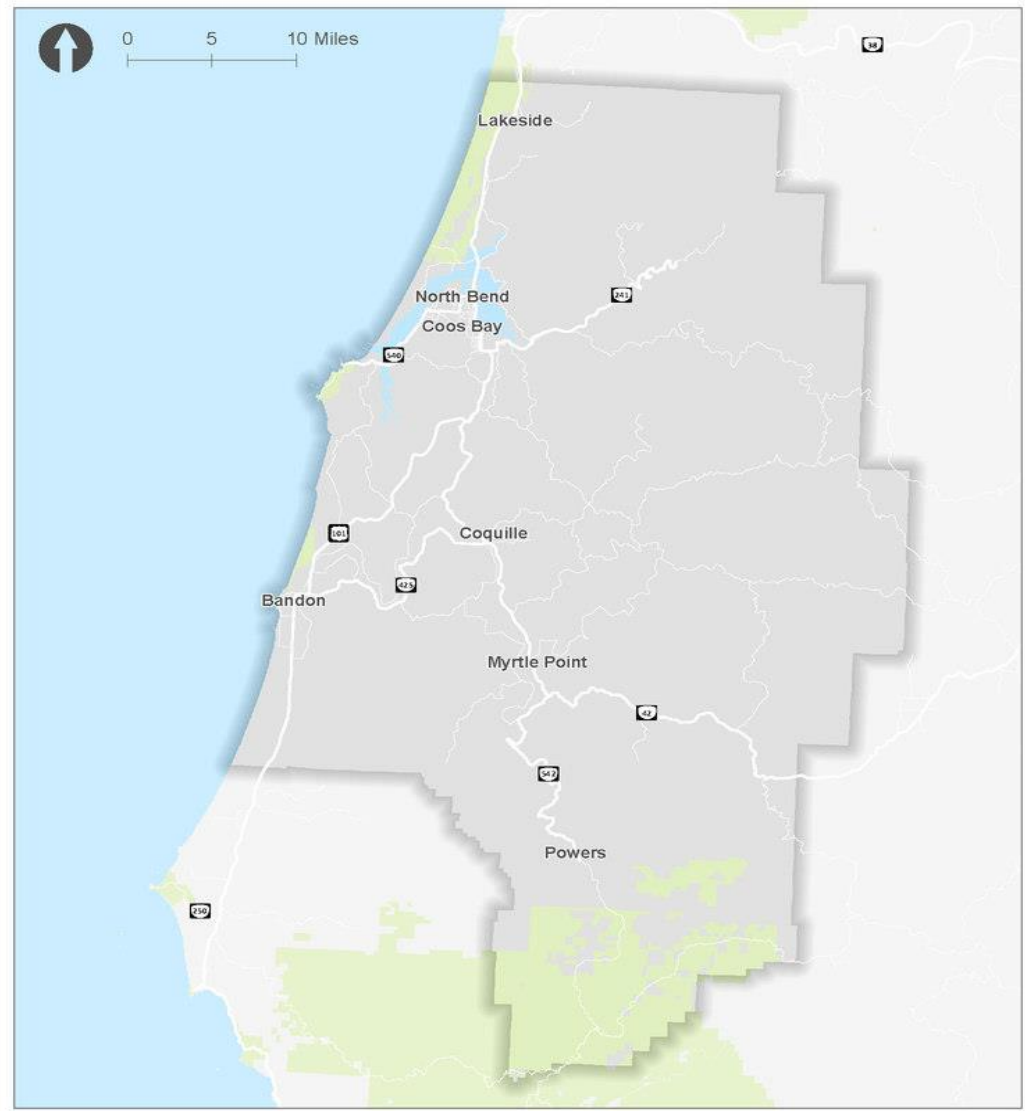 0 5 10 Miles
38
Lakeside
241
North Bend
Coos Bay
540
101
Coquille
425
Bandon
Myrtle Point
42
542
Powers
250